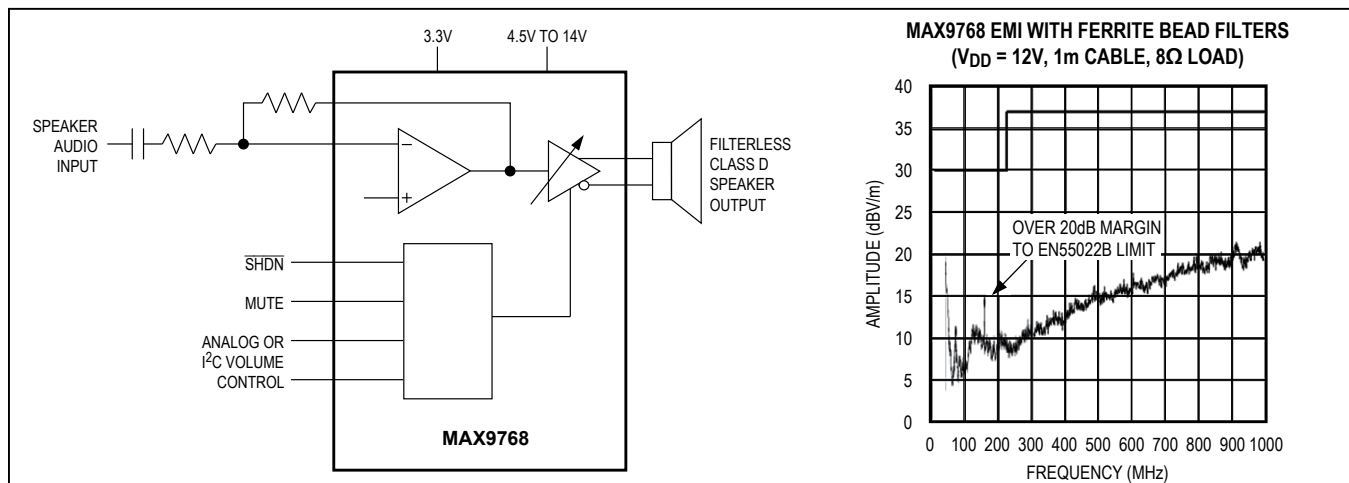 3.3V
4.5V TO 14V
SPEAKER
AUDIO
INPUT
−
+
FILTERLESS
CLASS D
SPEAKER
OUTPUT
SHDN
MUTE
ANALOG OR
I²C VOLUME
CONTROL
MAX9768
MAX9768 EMI WITH FERRITE BEAD FILTERS
(VDD = 12V, 1m CABLE, 8Ω LOAD)
AMPLITUDE (dBV/m)
40
35
30
25
20
15
10
5
0
OVER 20dB MARGIN
TO EN55022B LIMIT
0 100 200 300 400 500 600 700 800 900 1000
FREQUENCY (MHz)